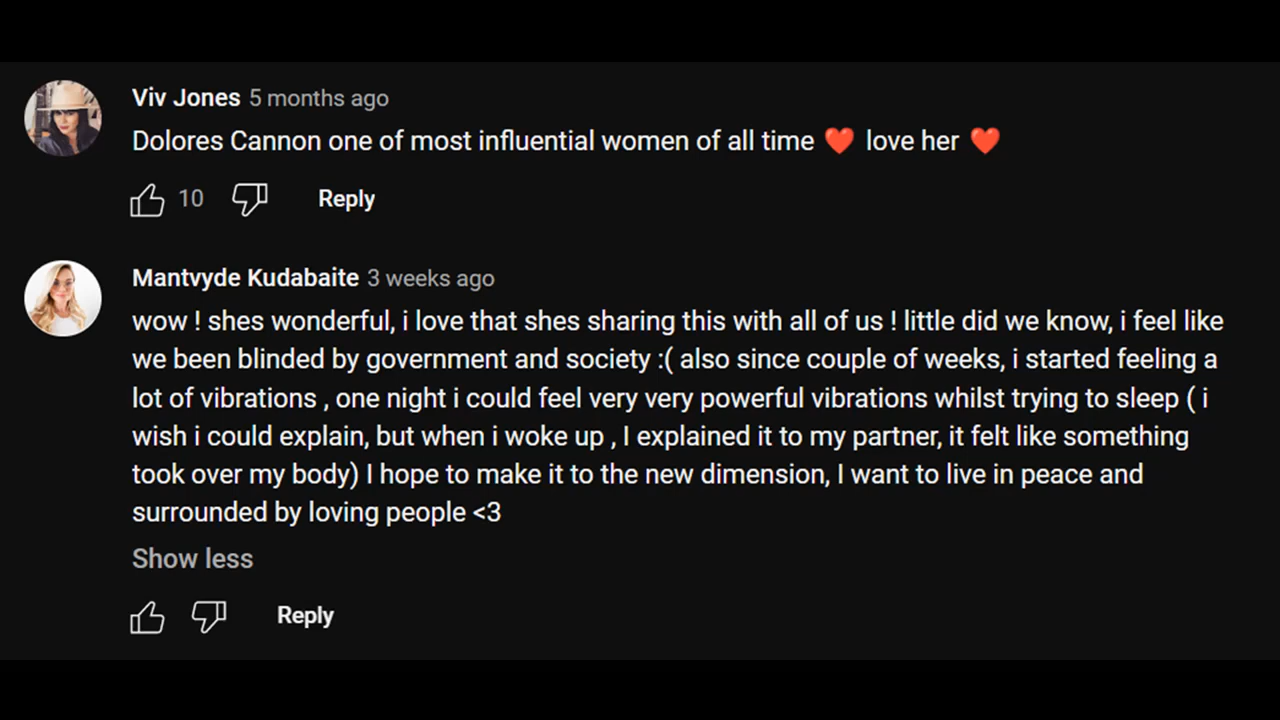 Viv Jones 5 months ago
Dolores Cannon one of most influential women of all time ❤️ love her ❤️
10 Reply
Mantvyde Kudabaite 3 weeks ago
wow ! shes wonderful, i love that shes sharing this with all of us ! little did we know, i feel like
we been blinded by government and society :( also since couple of weeks, i started feeling a
lot of vibrations , one night i could feel very very powerful vibrations whilst trying to sleep ( i
wish i could explain, but when i woke up , I explained it to my partner, it felt like something
took over my body) I hope to make it to the new dimension, I want to live in peace and
surrounded by loving people <3
Show less
Reply